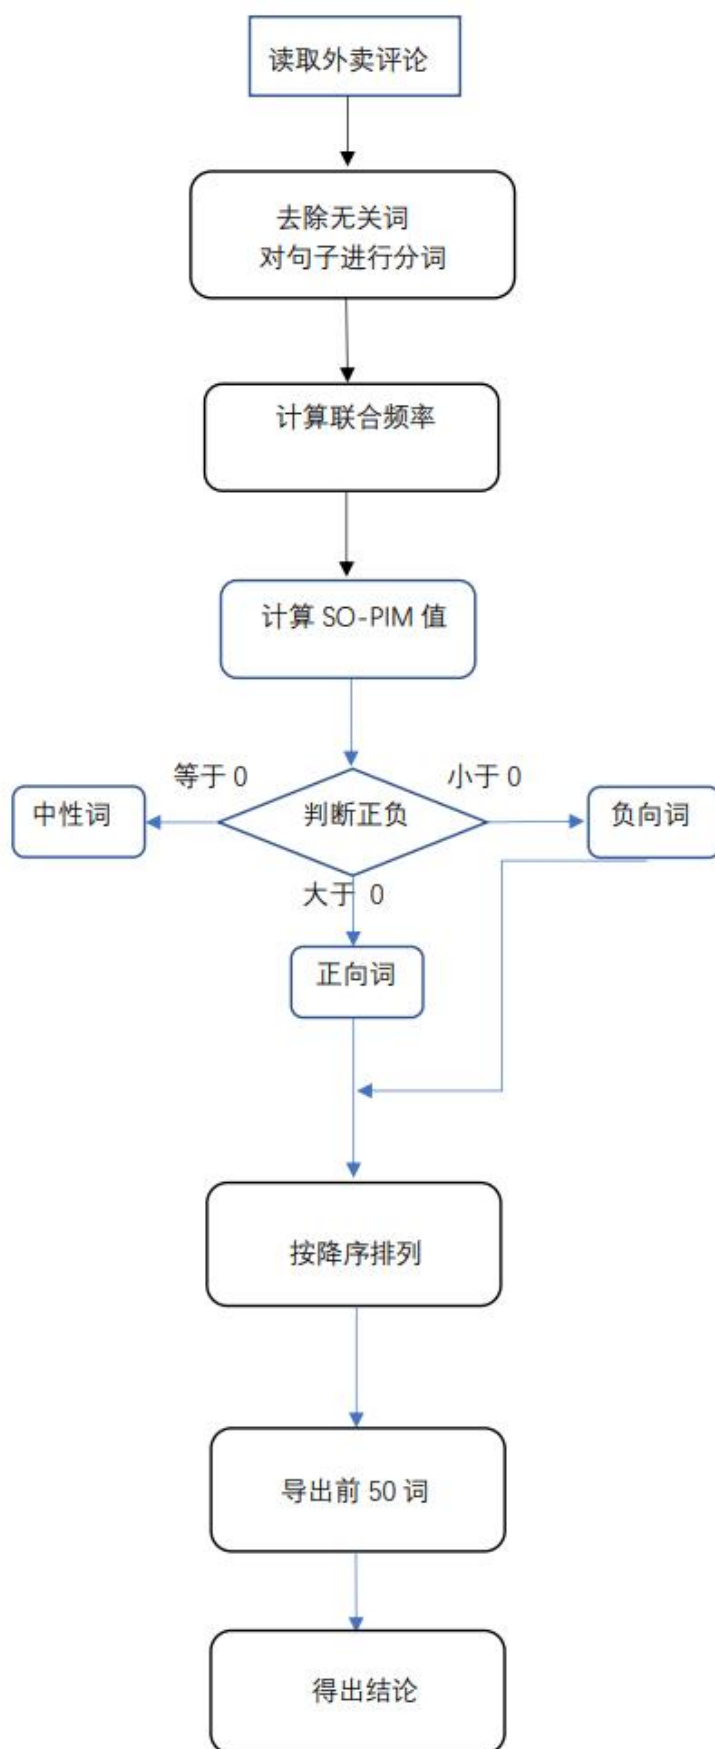 读取外卖评论
去除无关词
对句子进行分词
计算联合频率
计算 SO-PIM 值
等于 0
小于 0
中性词
判断正负
负向词
大于 0
正向词
按降序排列
导出前 50 词
得出结论